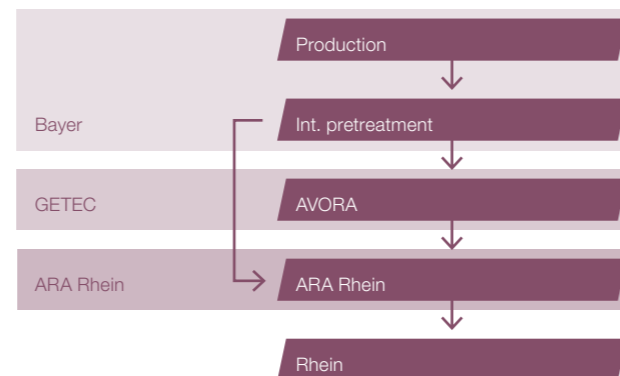 Production
Bayer
Int. pretreatment
GETEC
AVORA
ARA Rhein
ARA Rhein
Rhein